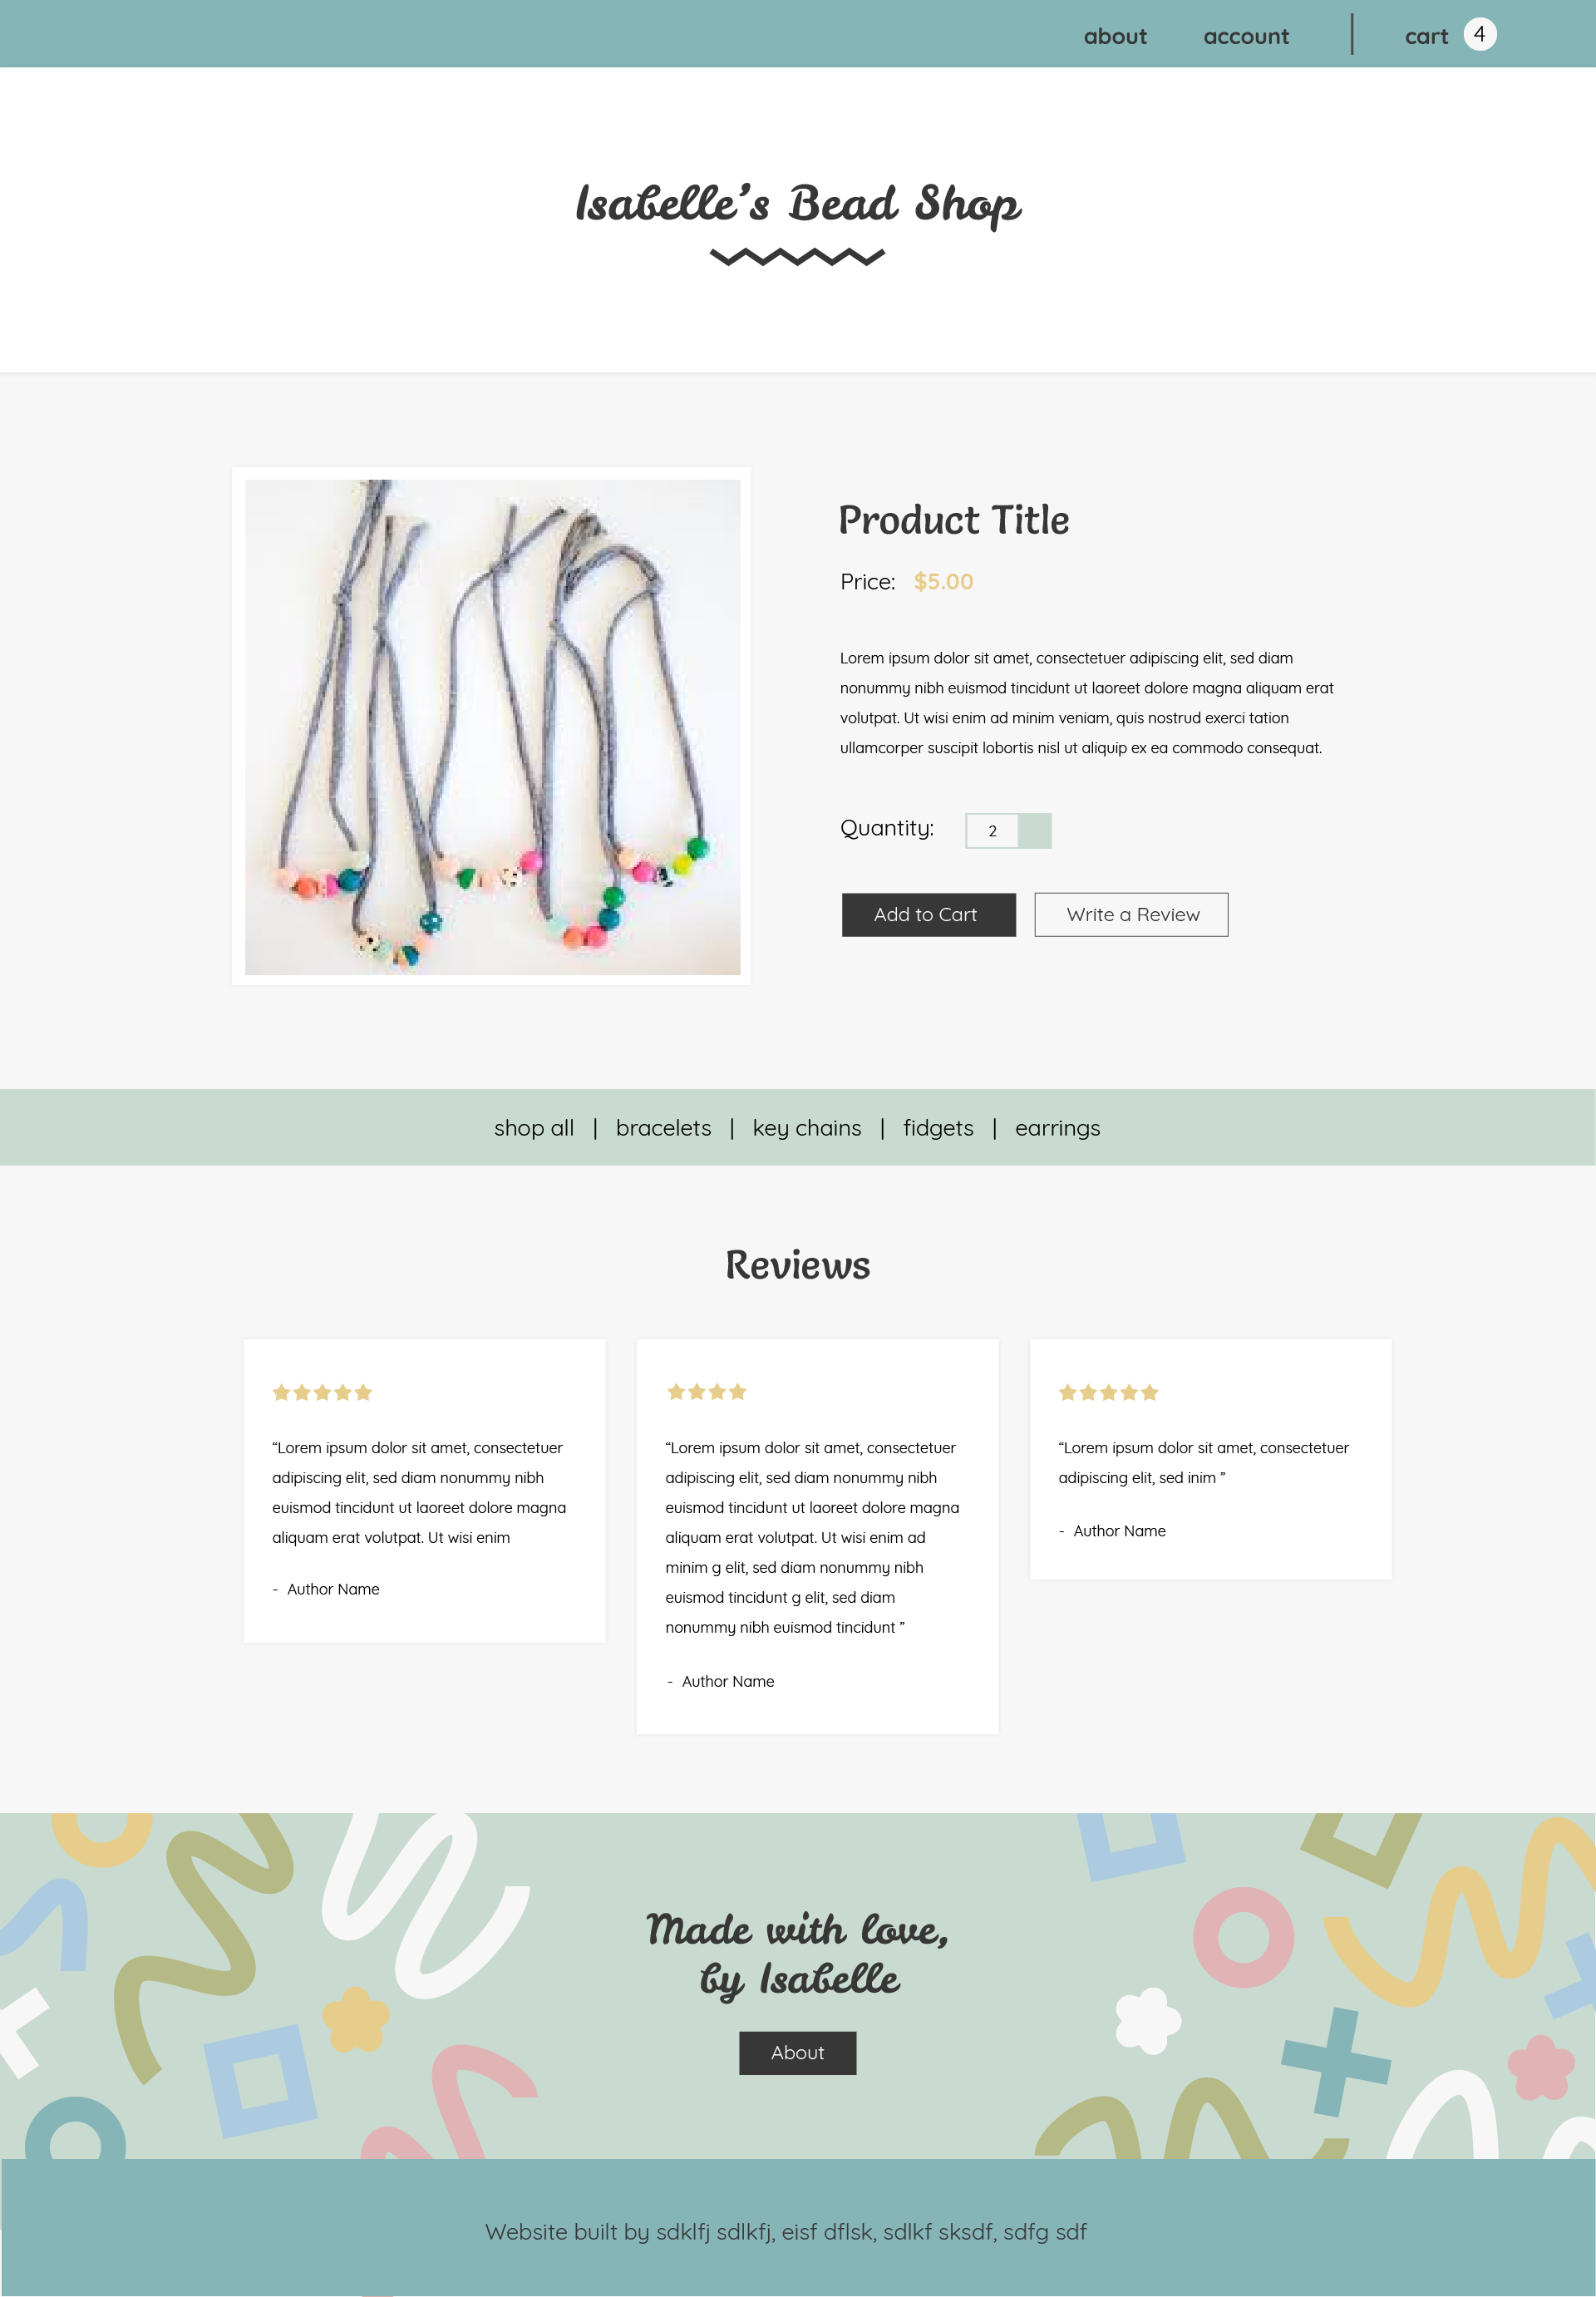 about account | cart 4
Isabelle’s Bead Shop
Product Title
Price: $5.00
Lorem ipsum dolor sit amet, consectetuer adipiscing elit, sed diam
nonummy nibh euismod tincidunt ut laoreet dolore magna aliquam erat
volutpat. Ut wisi enim ad minim veniam, quis nostrud exerci tation
ullamcorper suscipit lobortis nisl ut aliquip ex ea commodo consequat.
Quantity: 2
Add to Cart Write a Review
shop all | bracelets | key chains | fidgets | earrings
Reviews
“Lorem ipsum dolor sit amet, consectetuer
adipiscing elit, sed diam nonummy nibh
euismod tincidunt ut laoreet dolore magna
aliquam erat volutpat. Ut wisi enim
- Author Name
“Lorem ipsum dolor sit amet, consectetuer
adipiscing elit, sed diam nonummy nibh
euismod tincidunt ut laoreet dolore magna
aliquam erat volutpat. Ut wisi enim ad
minim g elit, sed diam nonummy nibh
euismod tincidunt g elit, sed diam
nonummy nibh euismod tincidunt ”
- Author Name
“Lorem ipsum dolor sit amet, consectetuer
adipiscing elit, sed inim ”
- Author Name
Made with love,
by Isabelle
About
Website built by sdklfj sdlkfj, eisf dflsk, sdlkf sksdf, sdfg sdf